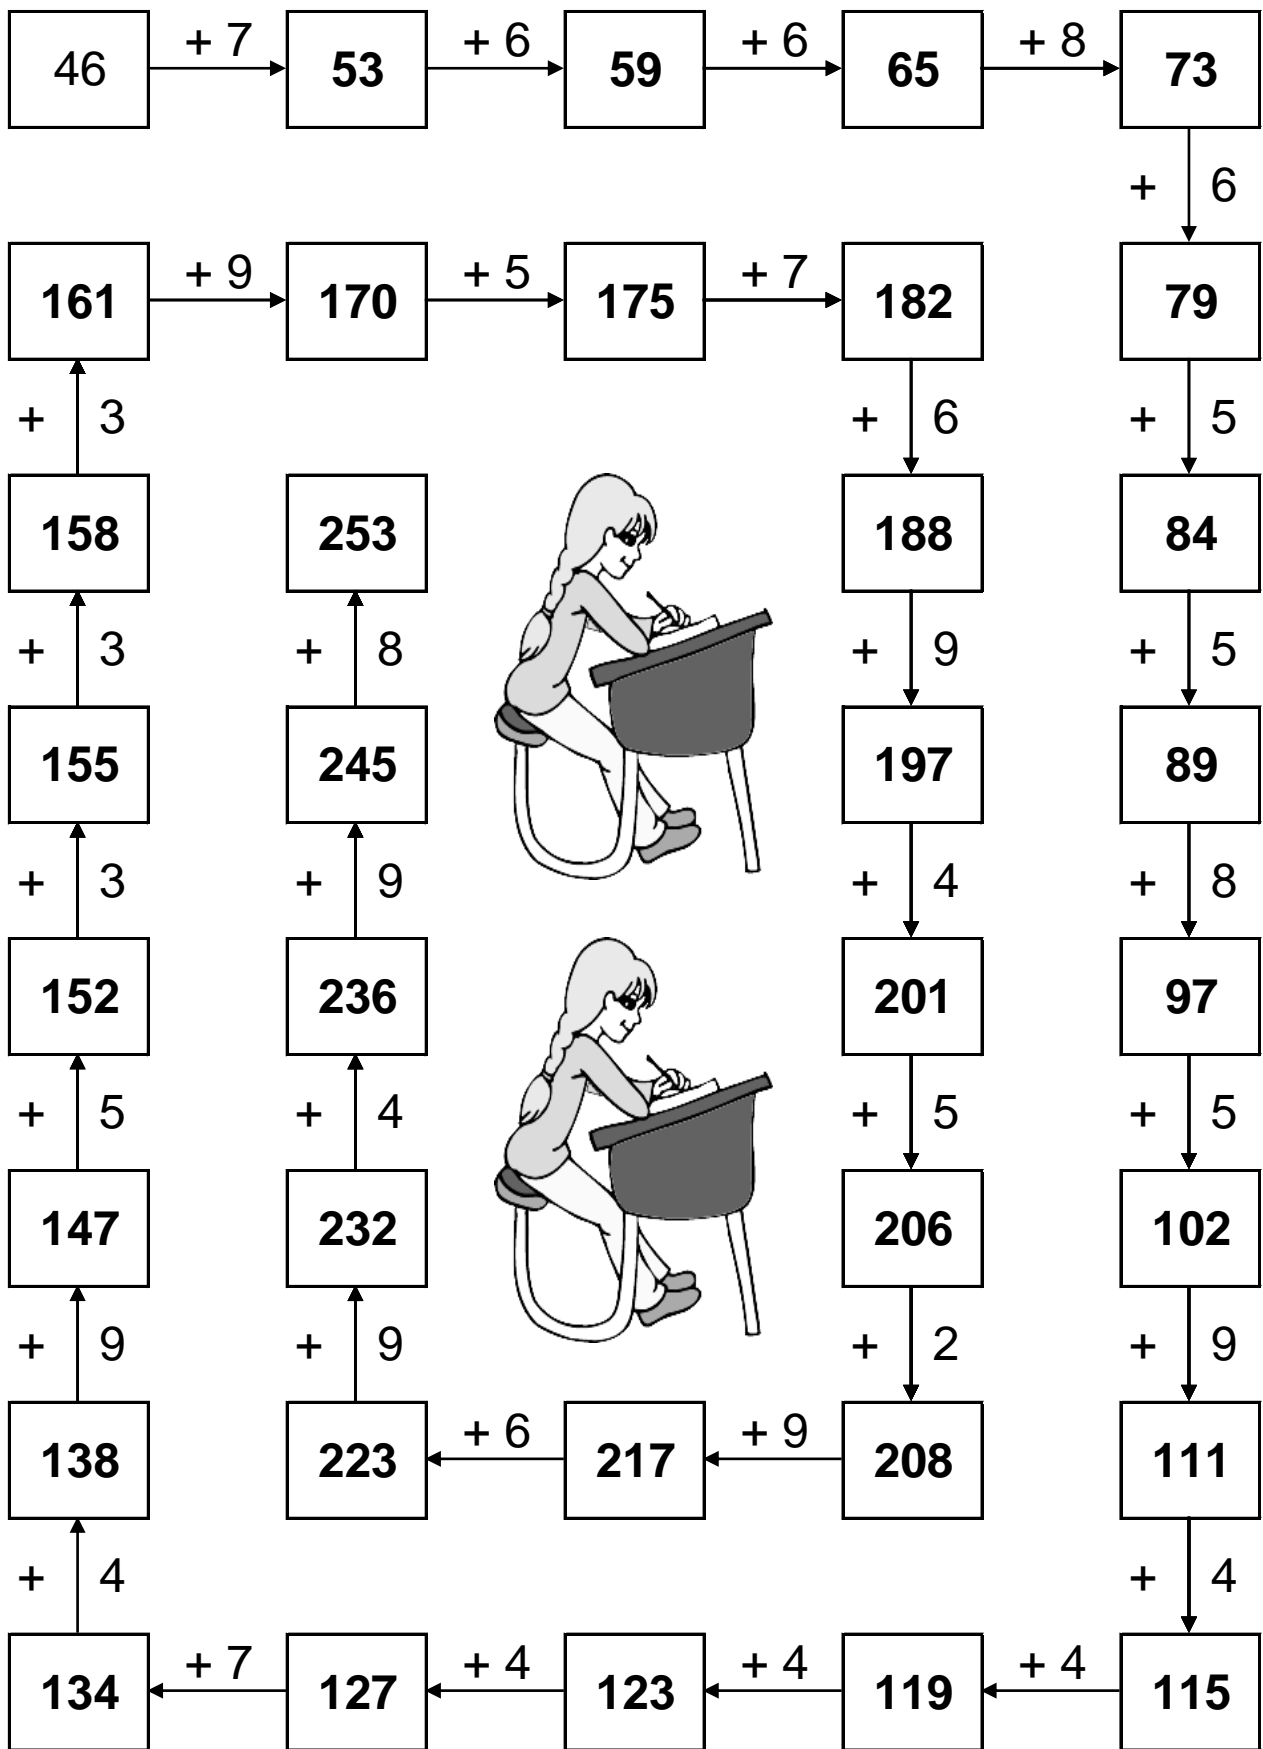 46 + 7 53 + 6 59 + 6 65 + 8 73
+ 6
161 + 9 170 + 5 175 + 7 182 79
+ 3 + 6 + 5
158 253 188 84
+ 3 + 8 + 9 + 5
155 245 197 89
+ 3 + 9 + 4 + 8
152 236 201 97
+ 5 + 4 + 5 + 5
147 232 206 102
+ 9 + 9 + 2 + 9
138 223 + 6 217 + 9 208 111
+ 4 + 4
134 + 7 127 + 4 123 + 4 119 + 4 115